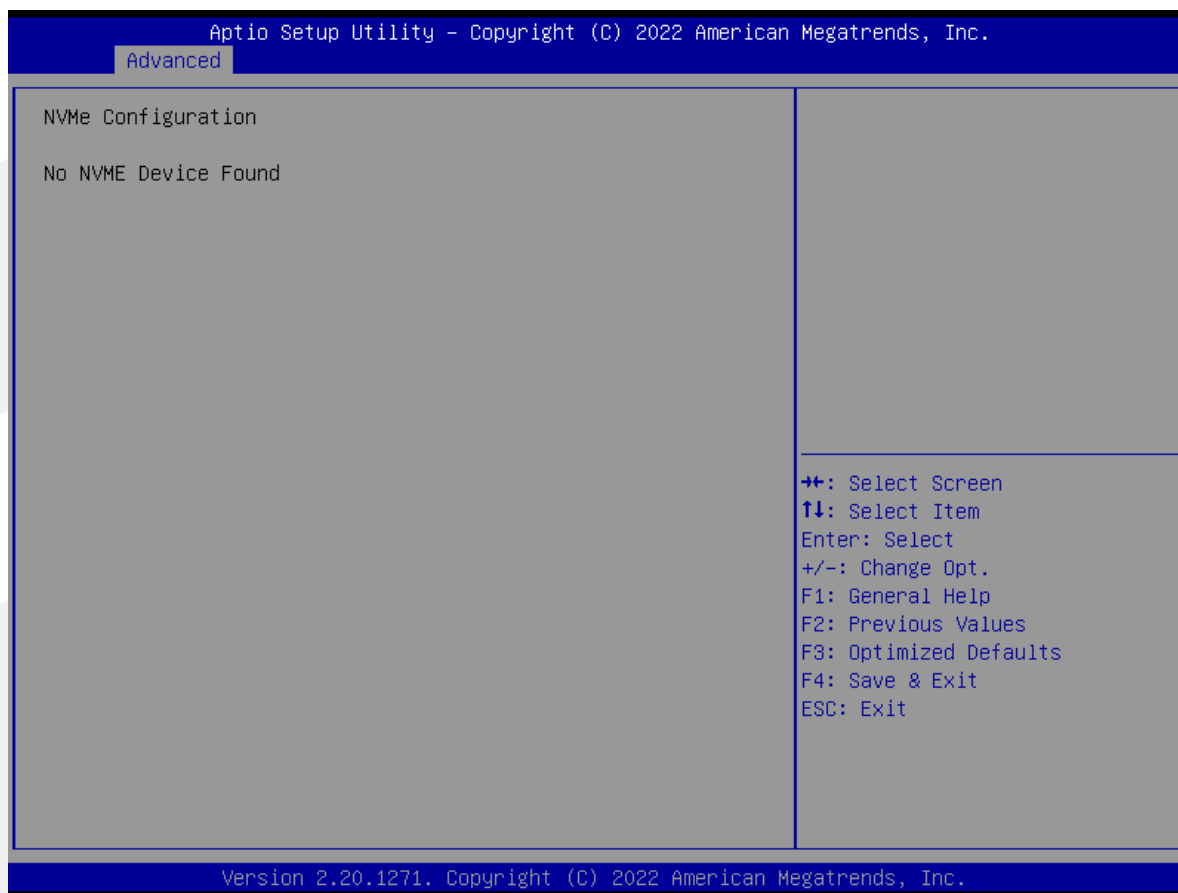 Aptio Setup Utility – Copyright (C) 2022 American Megatrends, Inc.
Advanced
NVMe Configuration
No NVME Device Found
→←: Select Screen
↑↓: Select Item
Enter: Select
+/-: Change Opt.
F1: General Help
F2: Previous Values
F3: Optimized Defaults
F4: Save & Exit
ESC: Exit
Version 2.20.1271. Copyright (C) 2022 American Megatrends, Inc.